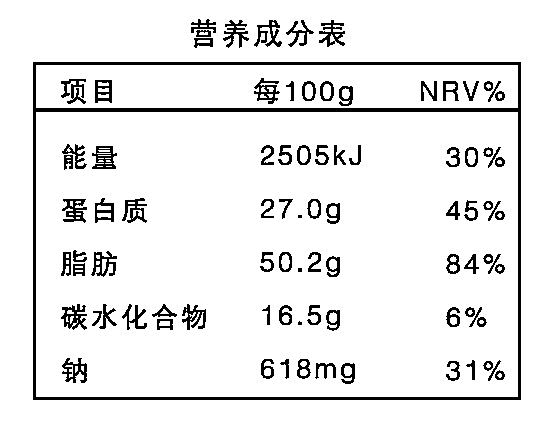 营养成分表
项目 每100g NRV%
能量 2505kJ 30%
蛋白质 27.0g 45%
脂肪 50.2g 84%
碳水化合物 16.5g 6%
钠 618mg 31%